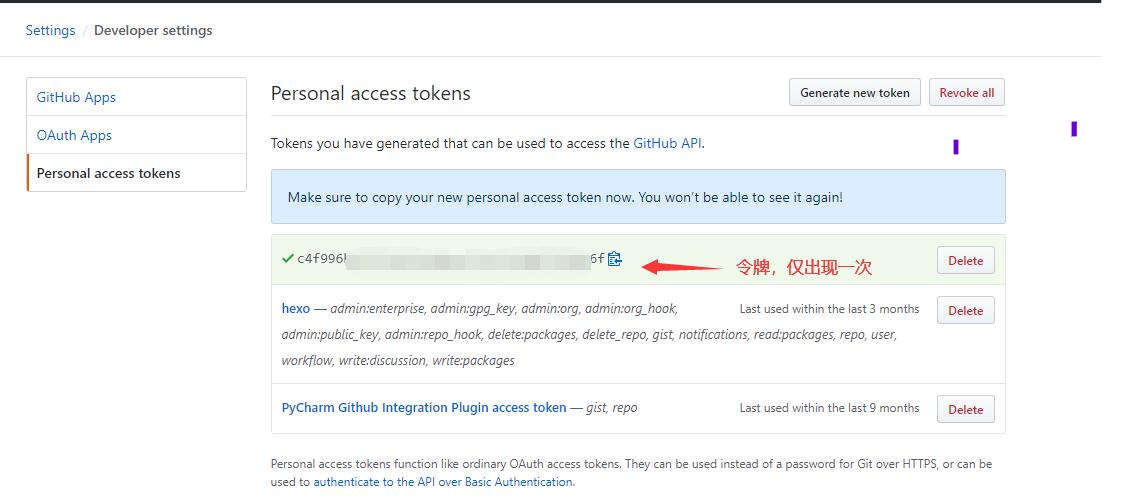 Settings / Developer settings
GitHub Apps
OAuth Apps
Personal access tokens
Personal access tokens
Generate new token
Revoke all
Tokens you have generated that can be used to access the GitHub API.
Make sure to copy your new personal access token now. You won't be able to see it again!
c4f996
6f
令牌，仅出现一次
Delete
hexo — admin:enterprise, admin:gpg_key, admin:org, admin:org_hook,
admin:public_key, admin:repo_hook, delete:packages, delete_repo, gist, notifications, read:packages, repo, user,
workflow, write:discussion, write:packages
Last used within the last 3 months
Delete
PyCharm Github Integration Plugin access token — gist, repo
Last used within the last 9 months
Delete
Personal access tokens function like ordinary OAuth access tokens. They can be used instead of a password for Git over HTTPS, or can be
used to authenticate to the API over Basic Authentication.